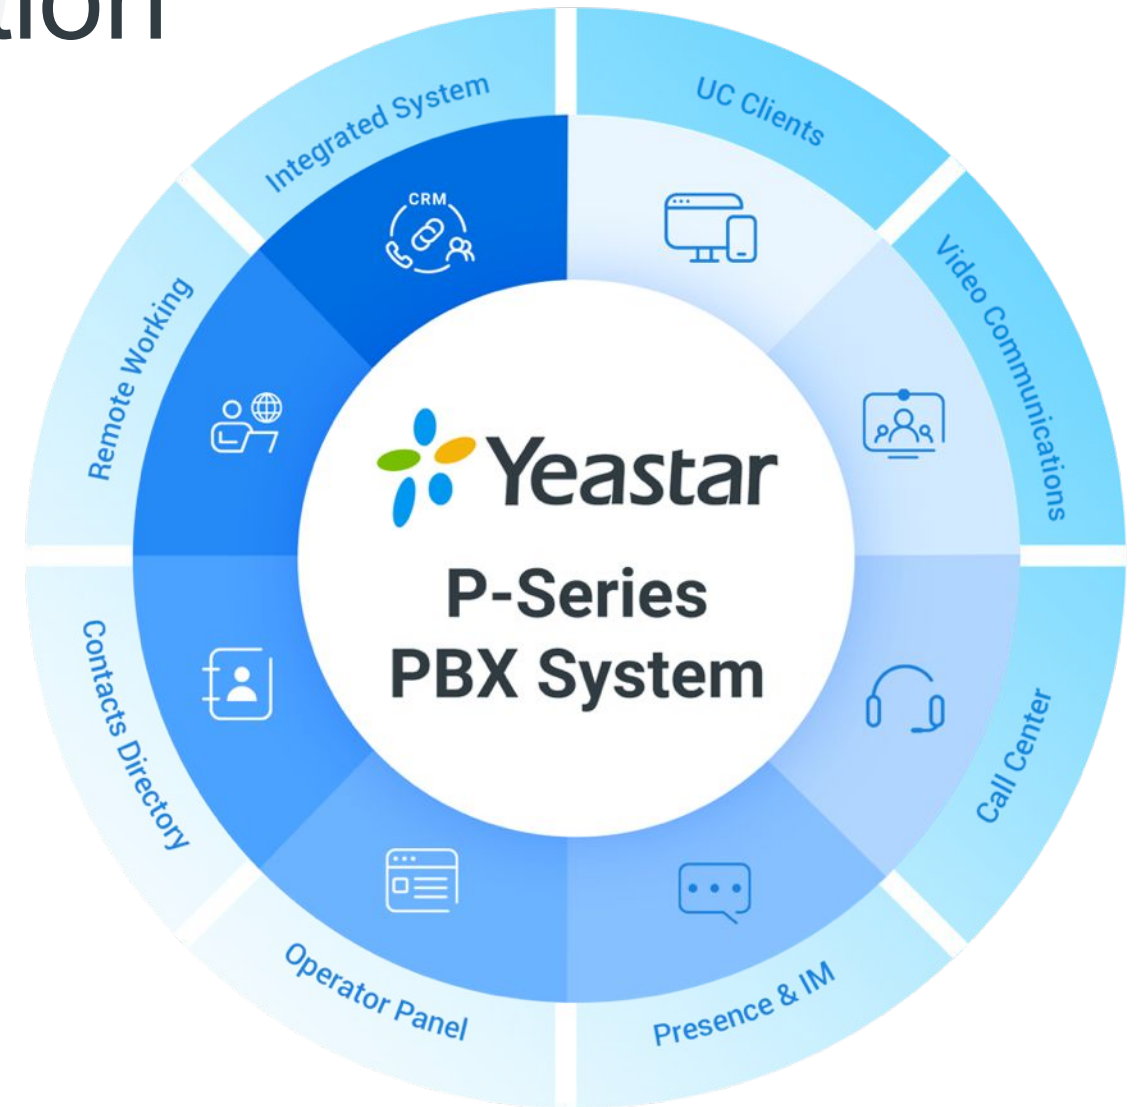 UC Clients
Video Communications
Call Center
Presence & IM
Operator Panel
Contacts Directory
Remote Working
Integrated System
CRM
Yeastar
P-Series
PBX System